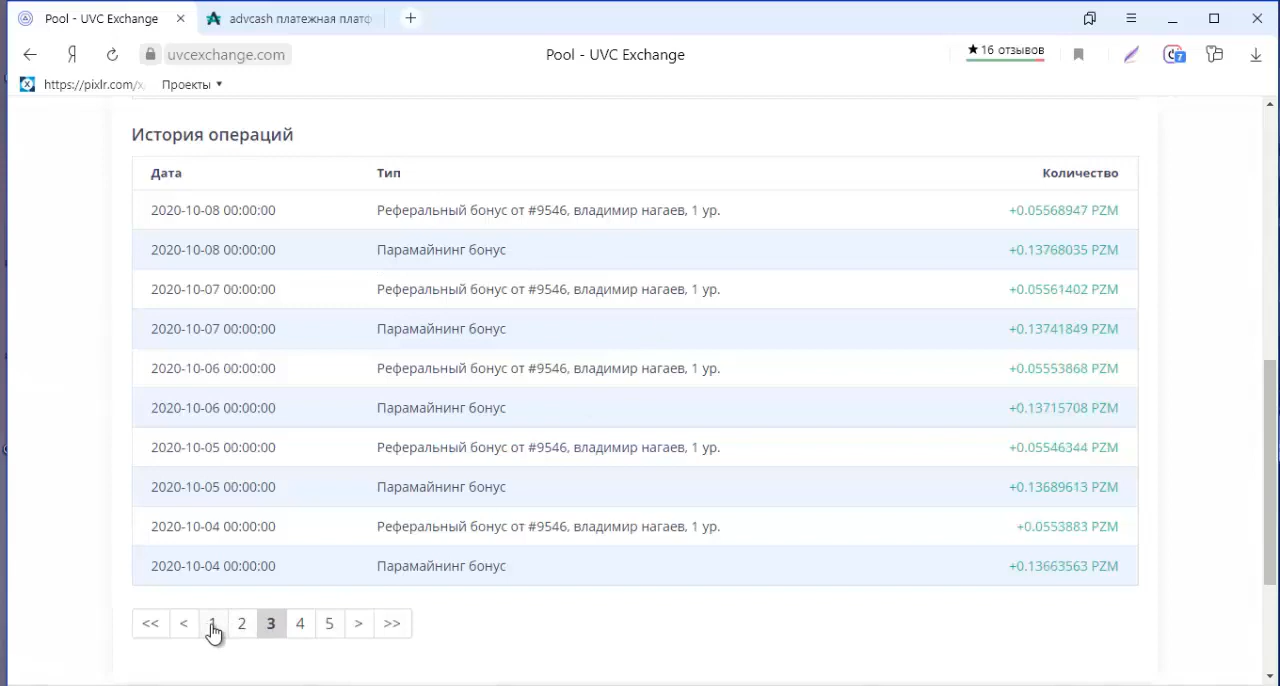 Pool - UVC Exchange
advcash платежная платф
uvcexchange.com
Pool - UVC Exchange
★ 16 отзывов
7
https://pixlr.com/x
Проекты
История операций
Дата Тип Количество
2020-10-08 00:00:00 Реферальный бонус от #9546, владимир нагаев, 1 ур. +0.05568947 PZM
2020-10-08 00:00:00 Парамайнинг бонус +0.13768035 PZM
2020-10-07 00:00:00 Реферальный бонус от #9546, владимир нагаев, 1 ур. +0.05561402 PZM
2020-10-07 00:00:00 Парамайнинг бонус +0.13741849 PZM
2020-10-06 00:00:00 Реферальный бонус от #9546, владимир нагаев, 1 ур. +0.05553868 PZM
2020-10-06 00:00:00 Парамайнинг бонус +0.13715708 PZM
2020-10-05 00:00:00 Реферальный бонус от #9546, владимир нагаев, 1 ур. +0.05546344 PZM
2020-10-05 00:00:00 Парамайнинг бонус +0.13689613 PZM
2020-10-04 00:00:00 Реферальный бонус от #9546, владимир нагаев, 1 ур. +0.0553883 PZM
2020-10-04 00:00:00 Парамайнинг бонус +0.13663563 PZM
<< < 1 2 3 4 5 > >>